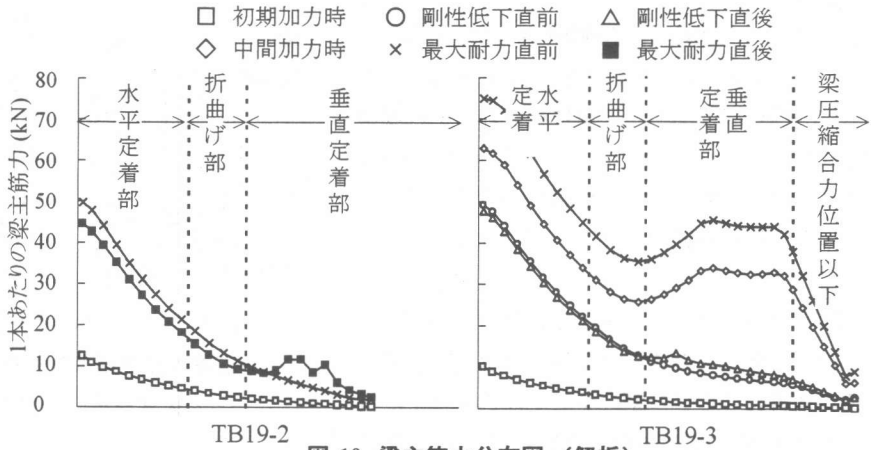 □ 初期加力時 ○ 剛性低下直前 △ 剛性低下直後
◇ 中間加力時 × 最大耐力直前 ■ 最大耐力直後
1本あたりの梁主筋力 (kN)
80
70
60
50
40
30
20
10
0
水平定着部
折曲げ部
垂直定着部
水平定着
折曲げ部
垂直定着部
梁圧縮合力位置以下
TB19-2
TB19-3